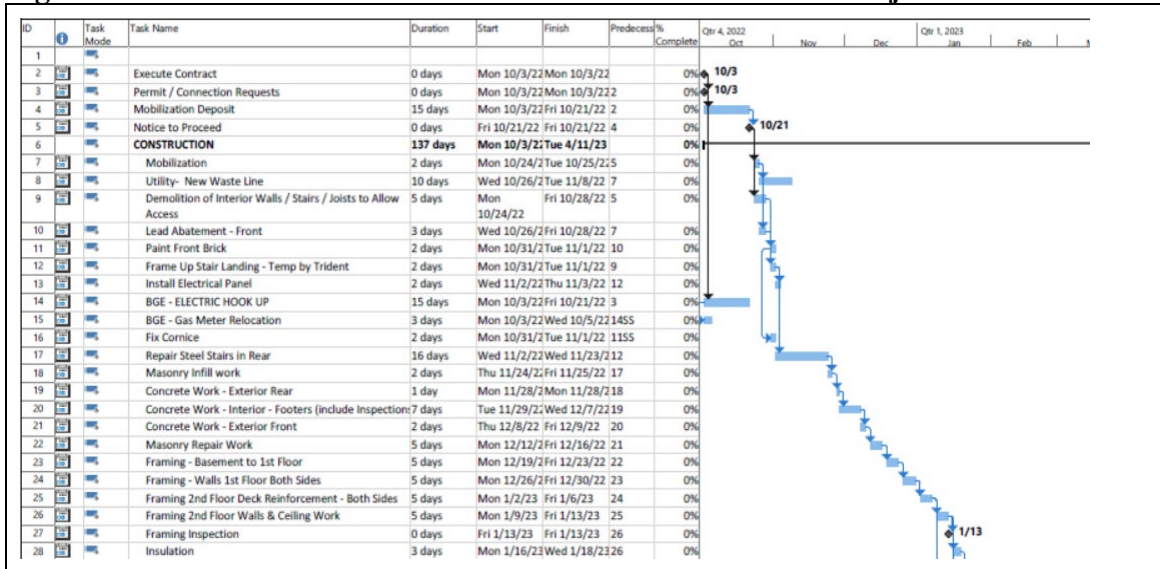 ID Task Mode Task Name Duration Start Finish Predecess % Complete Qtr 4, 2022 Qtr 1, 2023
Oct Nov Dec Jan Feb
1
2 Execute Contract 0 days Mon 10/3/22 Mon 10/3/22 0% 10/3
3 Permit / Connection Requests 0 days Mon 10/3/22 Mon 10/3/22 2 0% 10/3
4 Mobilization Deposit 15 days Mon 10/3/22 Fri 10/21/22 2 0%
5 Notice to Proceed 0 days Fri 10/21/22 Fri 10/21/22 4 0% 10/21
6 CONSTRUCTION 137 days Mon 10/3/22 Tue 4/11/23 0%
7 Mobilization 2 days Mon 10/24/2 Tue 10/25/22 5 0%
8 Utility- New Waste Line 10 days Wed 10/26/2 Tue 11/8/22 7 0%
9 Demolition of Interior Walls / Stairs / Joists to Allow 5 days Mon Fri 10/28/22 5 0%
Access 10/24/22
10 Lead Abatement - Front 3 days Wed 10/26/2 Fri 10/28/22 7 0%
11 Paint Front Brick 2 days Mon 10/31/2 Tue 11/1/22 10 0%
12 Frame Up Stair Landing - Temp by Trident 2 days Mon 10/31/2 Tue 11/1/22 9 0%
13 Install Electrical Panel 2 days Wed 11/2/22 Thu 11/3/22 12 0%
14 BGE - ELECTRIC HOOK UP 15 days Mon 10/3/22 Fri 10/21/22 3 0%
15 BGE - Gas Meter Relocation 3 days Mon 10/3/22 Wed 10/5/22 14SS 0%
16 Fix Cornice 2 days Mon 10/31/2 Tue 11/1/22 11SS 0%
17 Repair Steel Stairs in Rear 16 days Wed 11/2/22 Wed 11/23/2 12 0%
18 Masonry Infill work 2 days Thu 11/24/22 Fri 11/25/22 17 0%
19 Concrete Work - Exterior Rear 1 day Mon 11/28/2 Mon 11/28/2 18 0%
20 Concrete Work - Interior - Footers (include Inspection: 7 days Tue 11/29/22 Wed 12/7/22 19 0%
21 Concrete Work - Exterior Front 2 days Thu 12/8/22 Fri 12/9/22 20 0%
22 Masonry Repair Work 5 days Mon 12/12/2 Fri 12/16/22 21 0%
23 Framing - Basement to 1st Floor 5 days Mon 12/19/2 Fri 12/23/22 22 0%
24 Framing - Walls 1st Floor Both Sides 5 days Mon 12/26/2 Fri 12/30/22 23 0%
25 Framing 2nd Floor Deck Reinforcement - Both Sides 5 days Mon 1/2/23 Fri 1/6/23 24 0%
26 Framing 2nd Floor Walls & Ceiling Work 5 days Mon 1/9/23 Fri 1/13/23 25 0%
27 Framing Inspection 0 days Fri 1/13/23 Fri 1/13/23 26 0% 1/13
28 Insulation 3 days Mon 1/16/23 Wed 1/18/23 26 0%